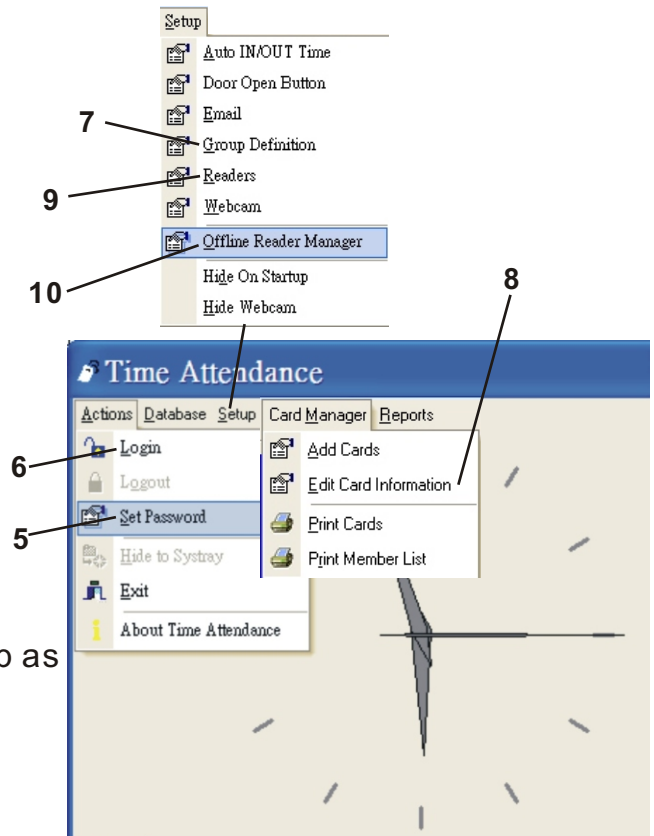 Setup
Auto IN/OUT Time
Door Open Button
Email
7
Group Definition
9
Readers
Webcam
10
Offline Reader Manager
Hide On Startup
8
Hide Webcam
Time Attendance
Actions Database Setup Card Manager Reports
6
Login
Add Cards
Logout
Edit Card Information
5
Set Password
Print Cards
Hide to Systray
Print Member List
Exit
About Time Attendance
as